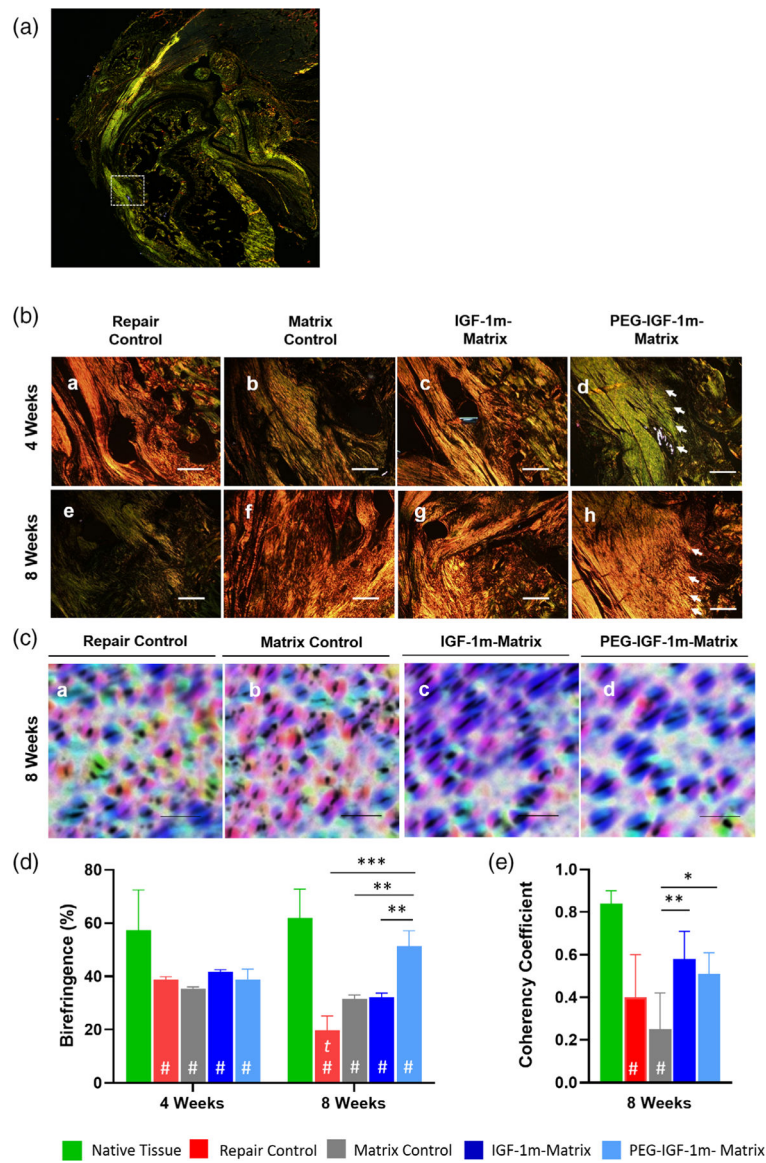 (a)
(b)
Repair Control
Matrix Control
IGF-1m- Matrix
PEG-IGF-1m- Matrix
4 Weeks
a
b
c
d
8 Weeks
e
f
g
h
(c)
Repair Control
Matrix Control
IGF-1m-Matrix
PEG-IGF-1m-Matrix
8 Weeks
a
b
c
d
(d)
Birefringence (%)
80
60
40
20
0
***
**
**
# # # #
t
# # # #
4 Weeks
8 Weeks
(e)
Coherency Coefficient
1.0
0.8
0.6
0.4
0.2
0.0
*
**
# #
8 Weeks
Native Tissue
Repair Control
Matrix Control
IGF-1m-Matrix
PEG-IGF-1m- Matrix